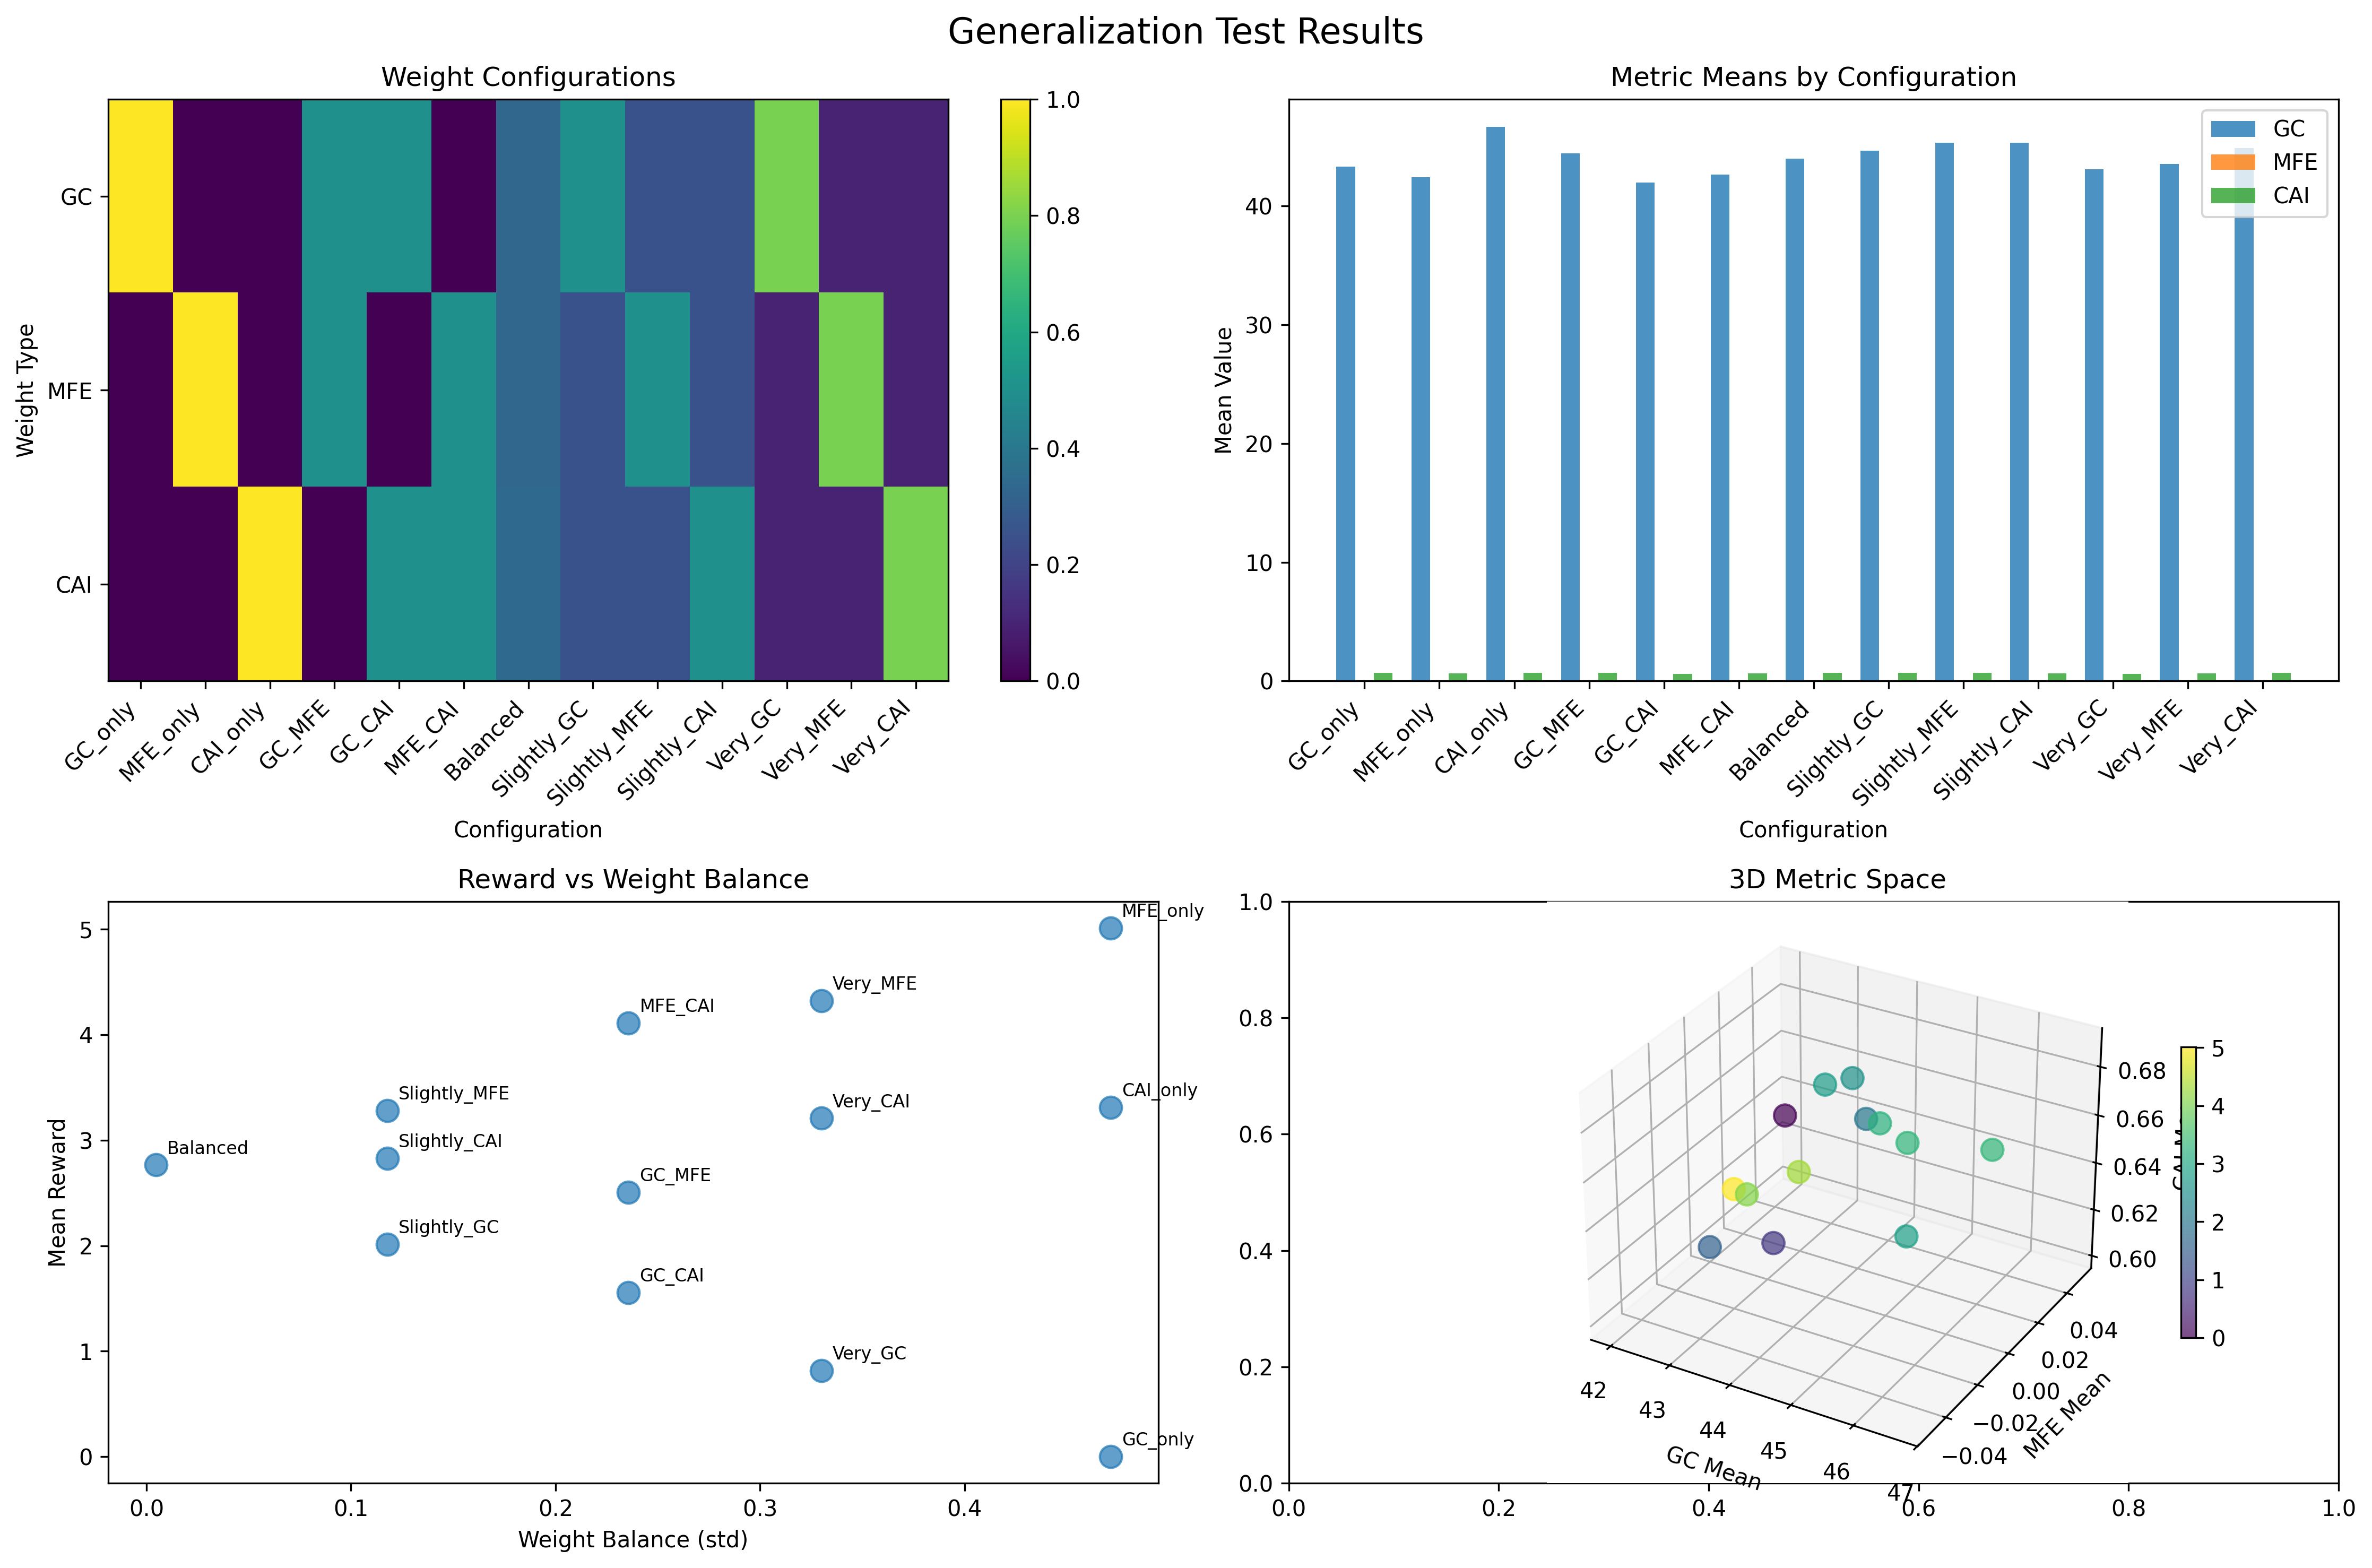 Generalization Test Results
Weight Configurations
Weight Type
GC
MFE
CAI
GC_only
MFE_only
CAI_only
GC_MFE
GC_CAI
MFE_CAI
Balanced
Slightly_GC
Slightly_MFE
Slightly_CAI
Very_GC
Very_MFE
Very_CAI
Configuration
1.0
0.8
0.6
0.4
0.2
0.0
Metric Means by Configuration
Mean Value
40
30
20
10
0
GC
MFE
CAI
GC_only
MFE_only
CAI_only
GC_MFE
GC_CAI
MFE_CAI
Balanced
Slightly_GC
Slightly_MFE
Slightly_CAI
Very_GC
Very_MFE
Very_CAI
Configuration
Reward vs Weight Balance
Mean Reward
5
4
3
2
1
0
MFE_only
Very_MFE
MFE_CAI
Slightly_MFE
CAI_only
Very_CAI
Slightly_CAI
Balanced
GC_MFE
Slightly_GC
GC_CAI
Very_GC
GC_only
0.0
0.1
0.2
0.3
0.4
Weight Balance (std)
3D Metric Space
1.0
0.8
0.6
0.4
0.2
0.0
0.0
0.2
0.4
0.6
0.8
1.0
42
43
44
45
46
47
GC Mean
−0.04
−0.02
0.00
0.02
0.04
MFE Mean
0.68
0.66
0.64
0.62
0.60
5
4
3
2
1
0